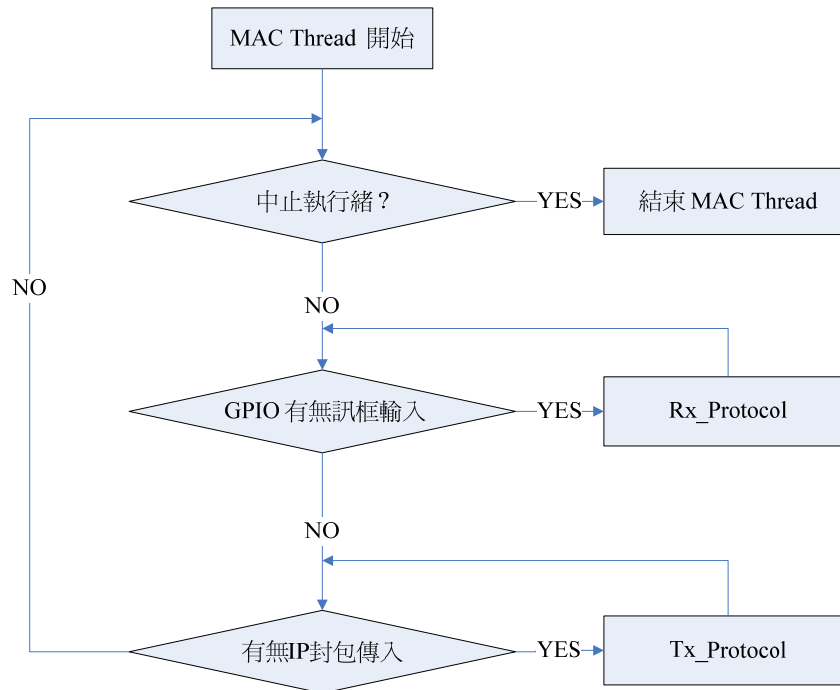 MAC Thread 開始
中止執行緒？
YES
結束 MAC Thread
NO
NO
GPIO 有無訊框輸入
YES
Rx_Protocol
NO
有無IP封包傳入
YES
Tx_Protocol